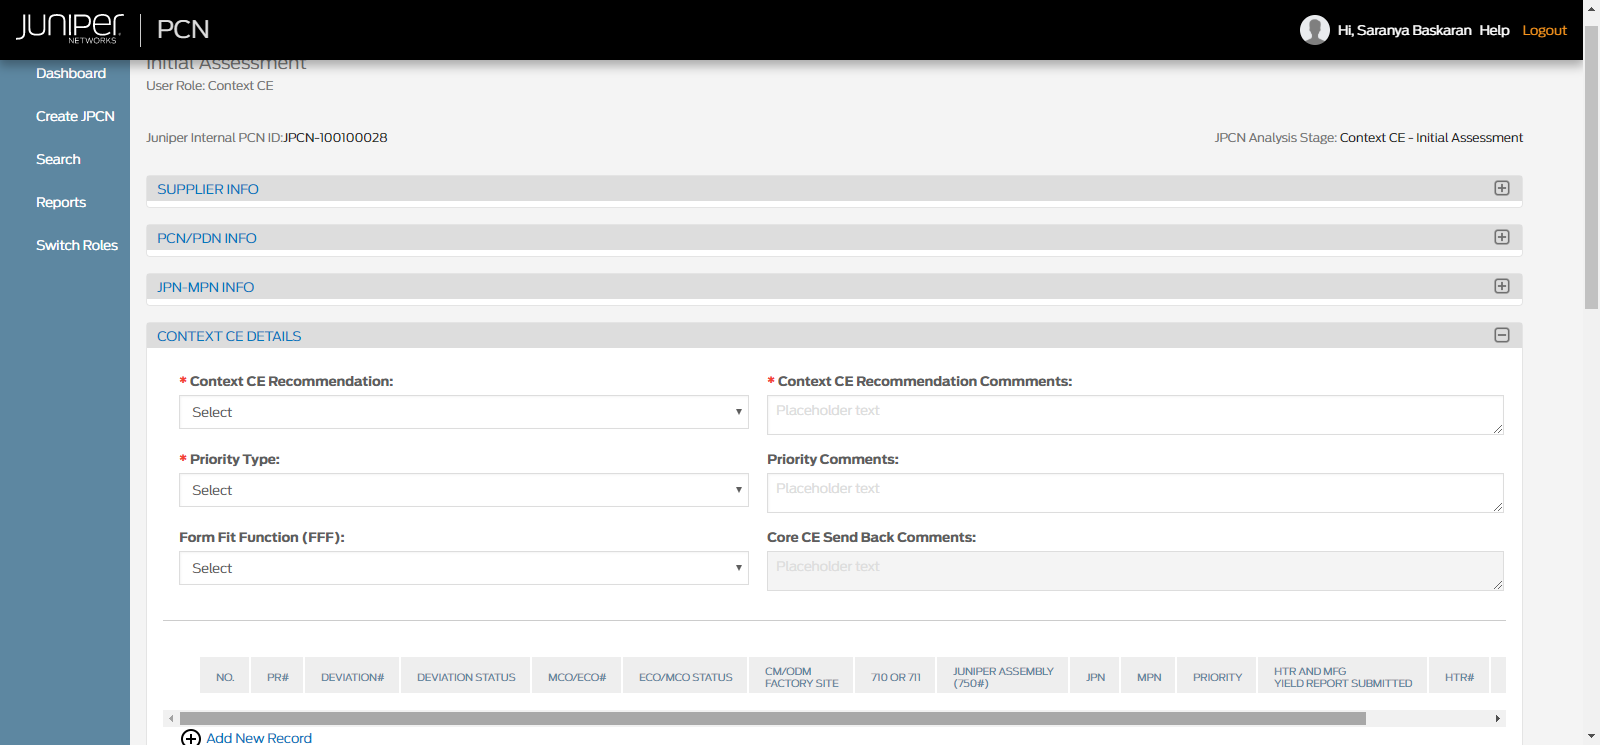 JUNIPER
NETWORKS
PCN
Hi, Saranya Baskaran Help Logout
Dashboard
Create JPCN
Search
Reports
Switch Roles
Initial Assessment
User Role: Context CE
Juniper Internal PCN ID:JPCN-100100028
JPCN Analysis Stage: Context CE - Initial Assessment
SUPPLIER INFO
PCN/PDN INFO
JPN-MPN INFO
CONTEXT CE DETAILS
* Context CE Recommendation:
Select
* Context CE Recommendation Commments:
Placeholder text
* Priority Type:
Select
Priority Comments:
Placeholder text
Form Fit Function (FFF):
Select
Core CE Send Back Comments:
Placeholder text
NO.
PR#
DEVIATION#
DEVIATION STATUS
MCO/ECO#
ECO/MCO STATUS
CM/ODM
FACTORY SITE
710 OR 711
JUNIPER ASSEMBLY
(750#)
JPN
MPN
PRIORITY
HTR AND MFG
YIELD REPORT SUBMITTED
HTR#
Add New Record